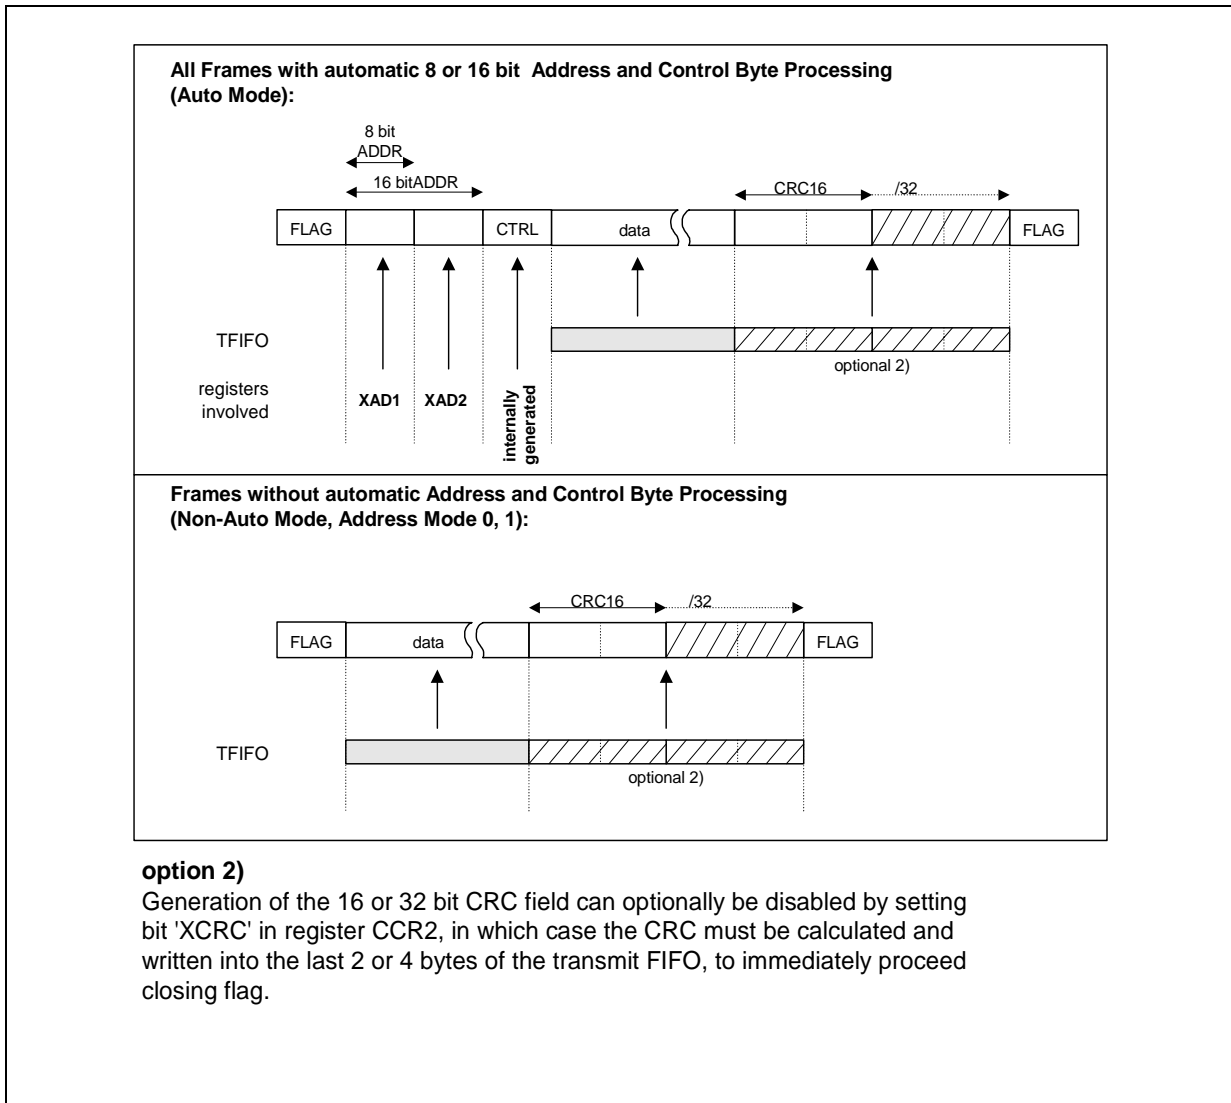 All Frames with automatic 8 or 16 bit Address and Control Byte Processing
(Auto Mode):
8 bit
ADDR
16 bitADDR
CRC16 /32
FLAG CTRL data FLAG
TFIFO
optional 2)
registers
involved
XAD1 XAD2
internally
generated
Frames without automatic Address and Control Byte Processing
(Non-Auto Mode, Address Mode 0, 1):
CRC16 /32
FLAG data FLAG
TFIFO
optional 2)
option 2)
Generation of the 16 or 32 bit CRC field can optionally be disabled by setting
bit 'XCRC' in register CCR2, in which case the CRC must be calculated and
written into the last 2 or 4 bytes of the transmit FIFO, to immediately proceed
closing flag.